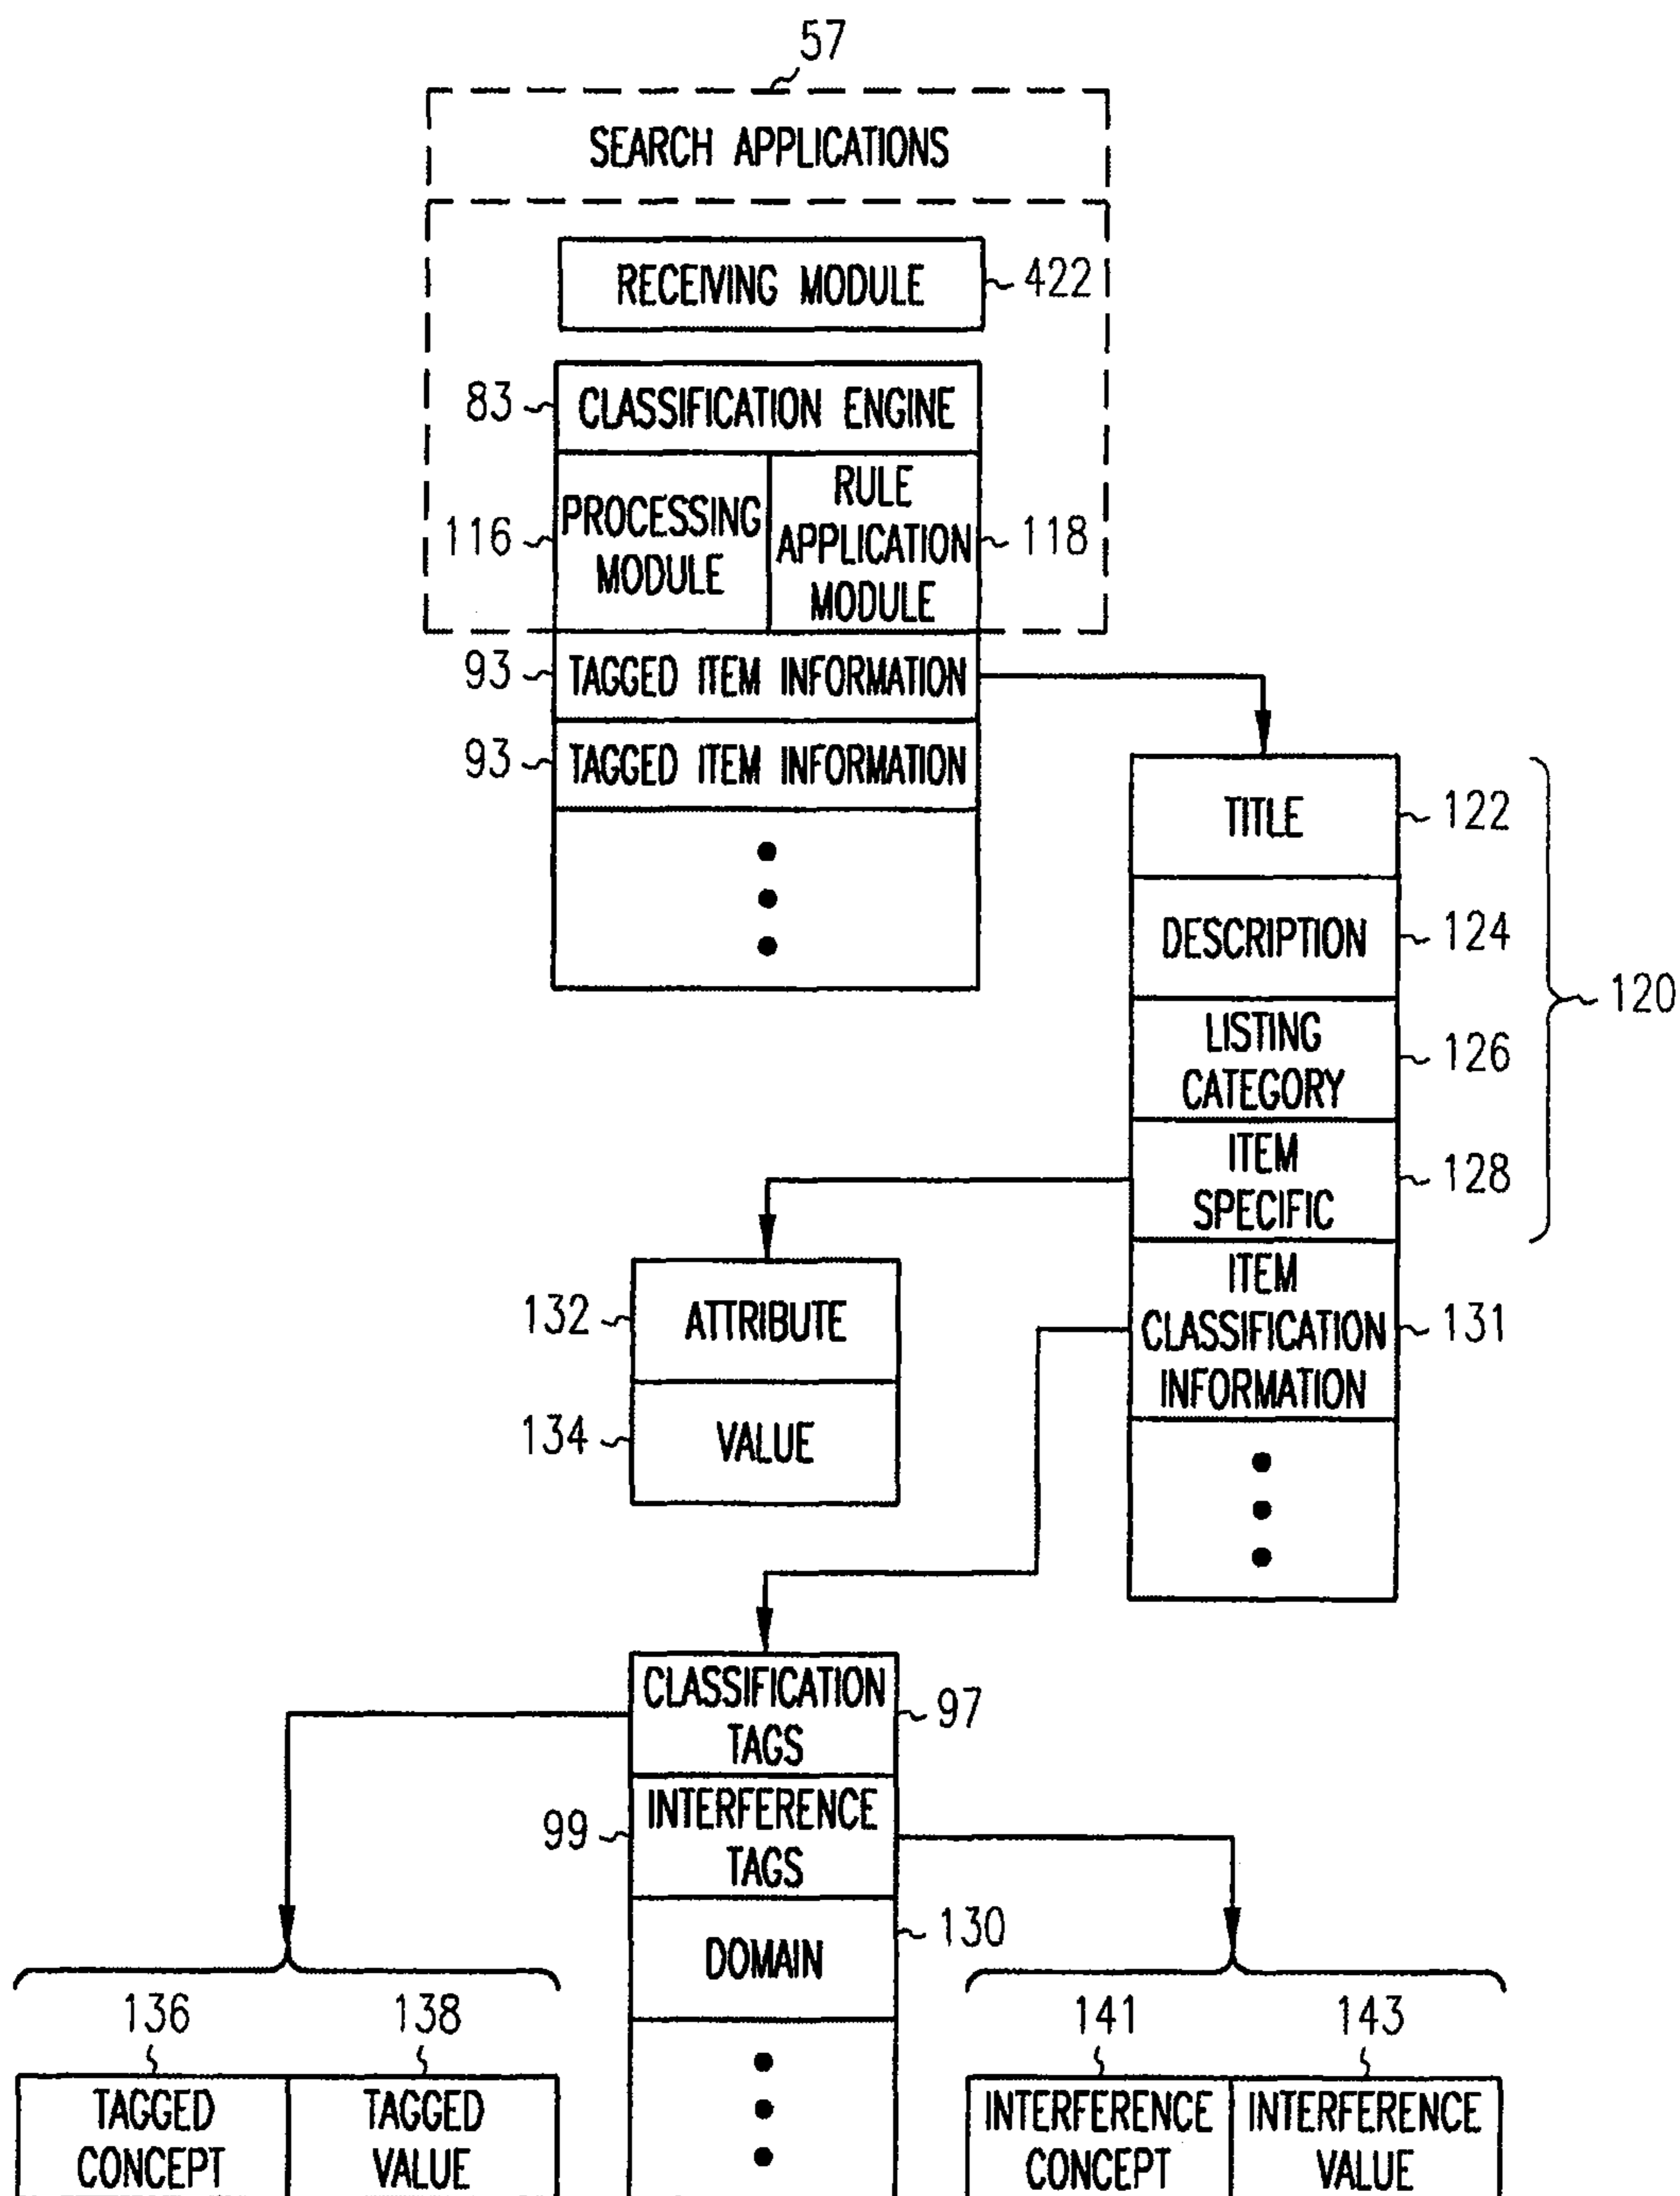 57
SEARCH APPLICATIONS
RECEIVING MODULE
422
83
CLASSIFICATION ENGINE
116
PROCESSING
MODULE
RULE
APPLICATION
MODULE
118
93
TAGGED ITEM INFORMATION
93
TAGGED ITEM INFORMATION
TITLE
122
DESCRIPTION
124
120
LISTING
CATEGORY
126
ITEM
SPECIFIC
128
ITEM
CLASSIFICATION
INFORMATION
131
132
ATTRIBUTE
134
VALUE
CLASSIFICATION
TAGS
97
99
INTERFERENCE
TAGS
DOMAIN
130
136
138
TAGGED
CONCEPT
TAGGED
VALUE
141
143
INTERFERENCE
CONCEPT
INTERFERENCE
VALUE